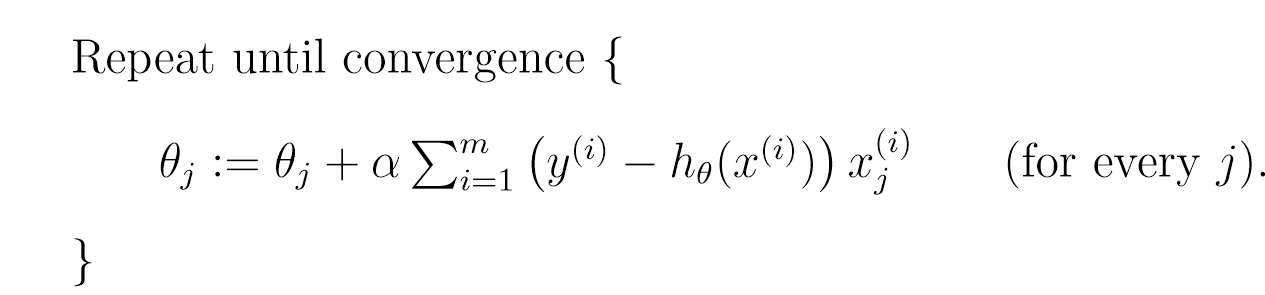 Repeat until convergence {
θ_j := θ_j + α ∑_{i=1}^{m} (y^{(i)} − h_θ(x^{(i)})) x_j^{(i)} (for every j).
}